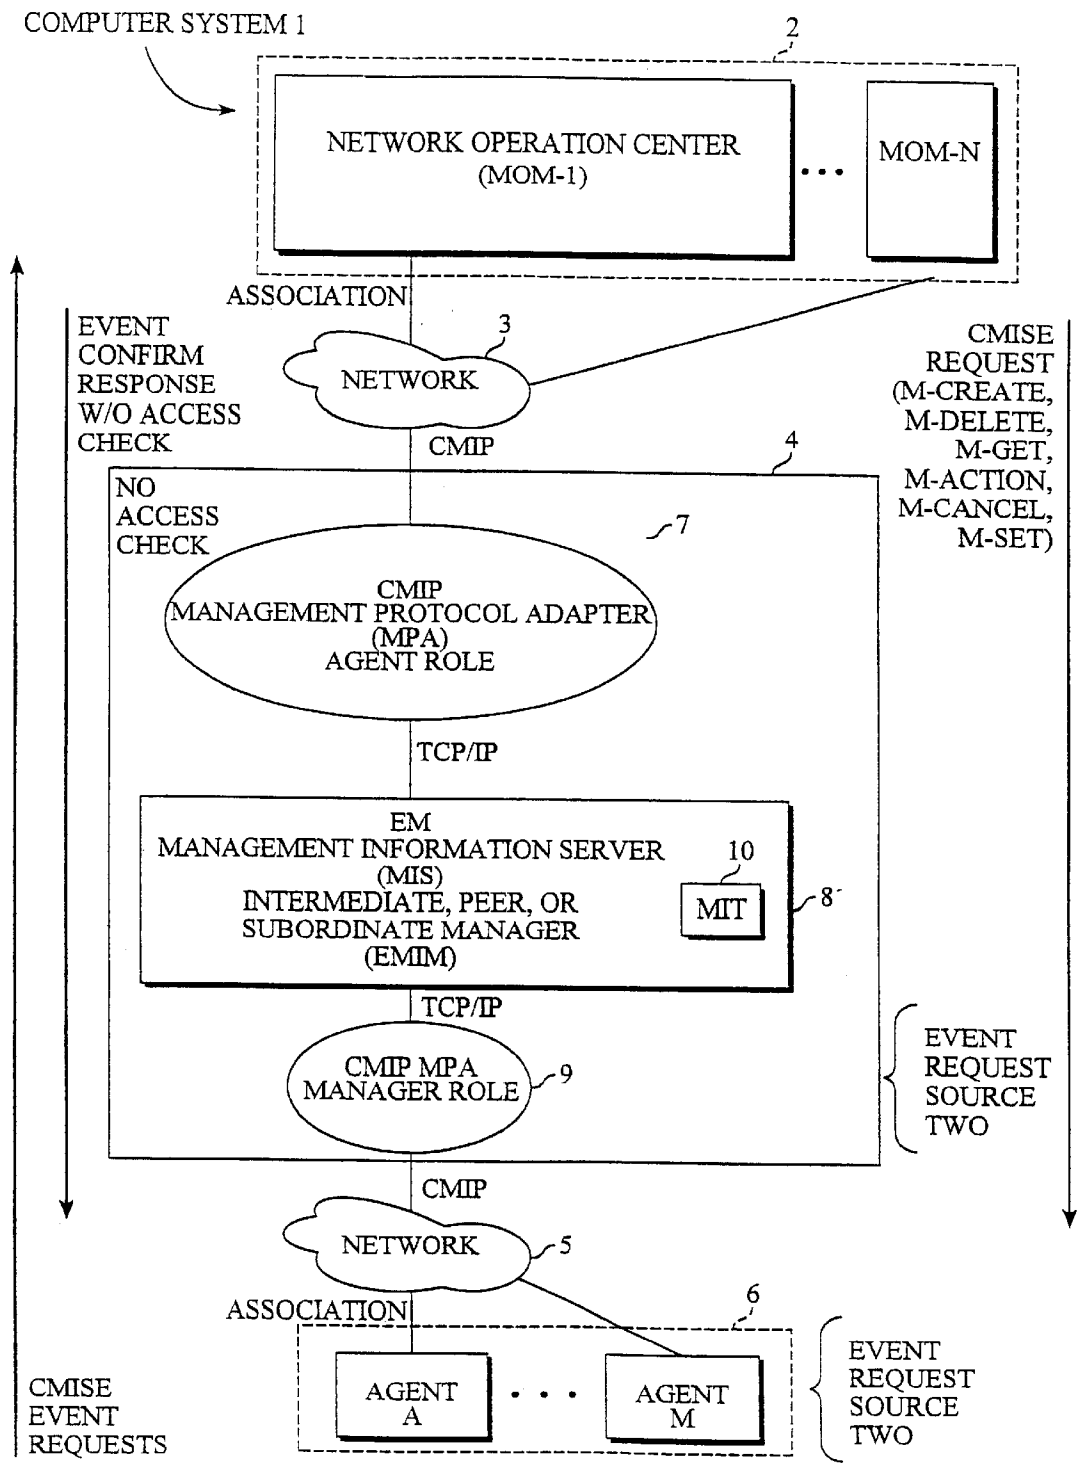 COMPUTER SYSTEM 1
2
NETWORK OPERATION CENTER
(MOM-1)
MOM-N
ASSOCIATION
3
NETWORK
CMIP
EVENT
CONFIRM
RESPONSE
W/O ACCESS
CHECK
CMISE
REQUEST
(M-CREATE,
M-DELETE,
M-GET,
M-ACTION,
M-CANCEL,
M-SET)
4
NO
ACCESS
CHECK
7
CMIP
MANAGEMENT PROTOCOL ADAPTER
(MPA)
AGENT ROLE
TCP/IP
EM
MANAGEMENT INFORMATION SERVER
(MIS)
INTERMEDIATE, PEER, OR
SUBORDINATE MANAGER
(EMIM)
10
MIT
8
TCP/IP
CMIP MPA
MANAGER ROLE
9
EVENT
REQUEST
SOURCE
TWO
CMIP
NETWORK
5
ASSOCIATION
6
AGENT
A
AGENT
M
EVENT
REQUEST
SOURCE
TWO
CMISE
EVENT
REQUESTS